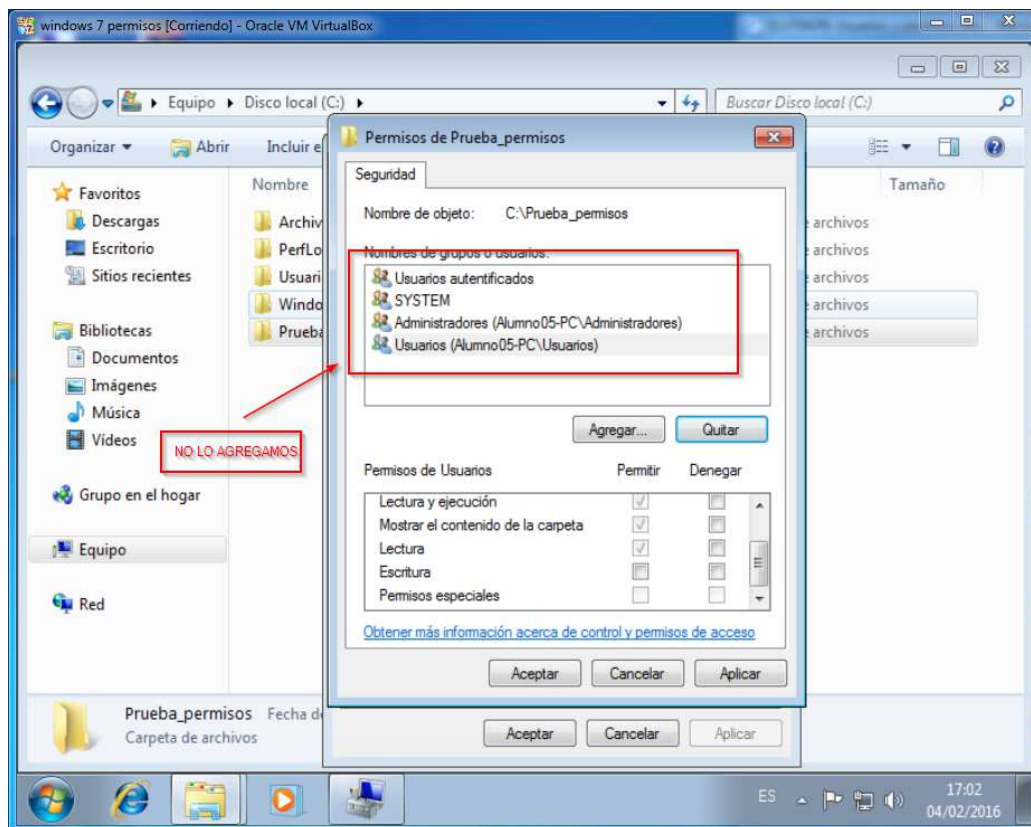 windows 7 permisos [Corriendo] - Oracle VM VirtualBox
Equipo Disco local (C:) Buscar Disco local (C:)
Organizar Abrir Incluir e
Favoritos
Descargas
Escritorio
Sitios recientes
Bibliotecas
Documentos
Imágenes
Música
Vídeos
Grupo en el hogar
Equipo
Red
Nombre Tamaño
Archiv e archivos
PerfLo e archivos
Usuari e archivos
Windo e archivos
Prueba e archivos
Permisos de Prueba_permisos
Seguridad
Nombre de objeto: C:\Prueba_permisos
Nombres de grupos o usuarios:
Usuarios autentificados
SYSTEM
Administradores (Alumno05-PC\Administradores)
Usuarios (Alumno05-PC\Usuarios)
NO LO AGREGAMOS
Agregar... Quitar
Permisos de Usuarios Permitir Denegar
Lectura y ejecución
Mostrar el contenido de la carpeta
Lectura
Escritura
Permisos especiales
Obtener más información acerca de control y permisos de acceso
Aceptar Cancelar Aplicar
Aceptar Cancelar Aplicar
Prueba_permisos Fecha d
Carpeta de archivos
ES 17:02
04/02/2016